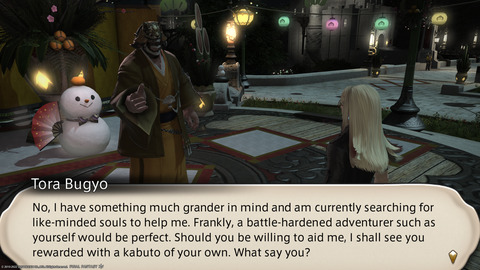 Tora Bugyo
No, I have something much grander in mind and am currently searching for
like-minded souls to help me. Frankly, a battle-hardened adventurer such as
yourself would be perfect. Should you be willing to aid me, I shall see you
rewarded with a kabuto of your own. What say you?